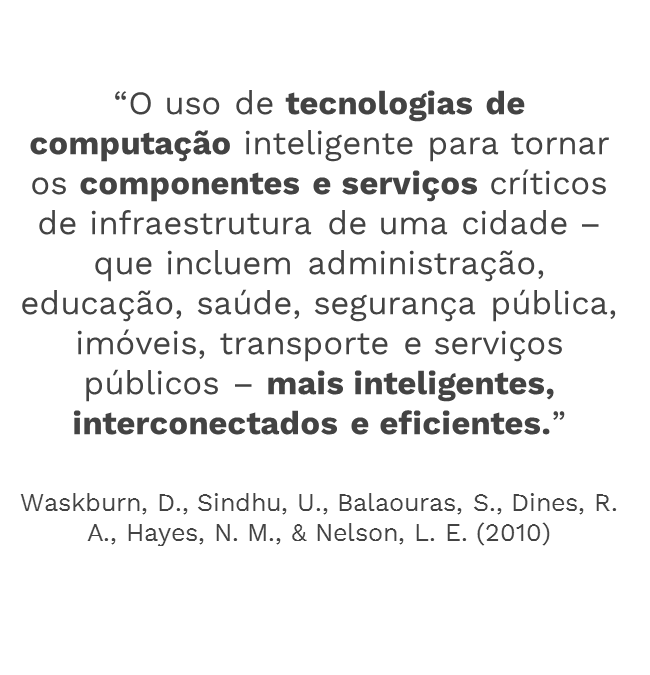 “O uso de tecnologias de
computação inteligente para tornar
os componentes e serviços críticos
de infraestrutura de uma cidade –
que incluem administração,
educação, saúde, segurança pública,
imóveis, transporte e serviços
públicos – mais inteligentes,
interconectados e eficientes.”
Waskburn, D., Sindhu, U., Balaouras, S., Dines, R.
A., Hayes, N. M., & Nelson, L. E. (2010)